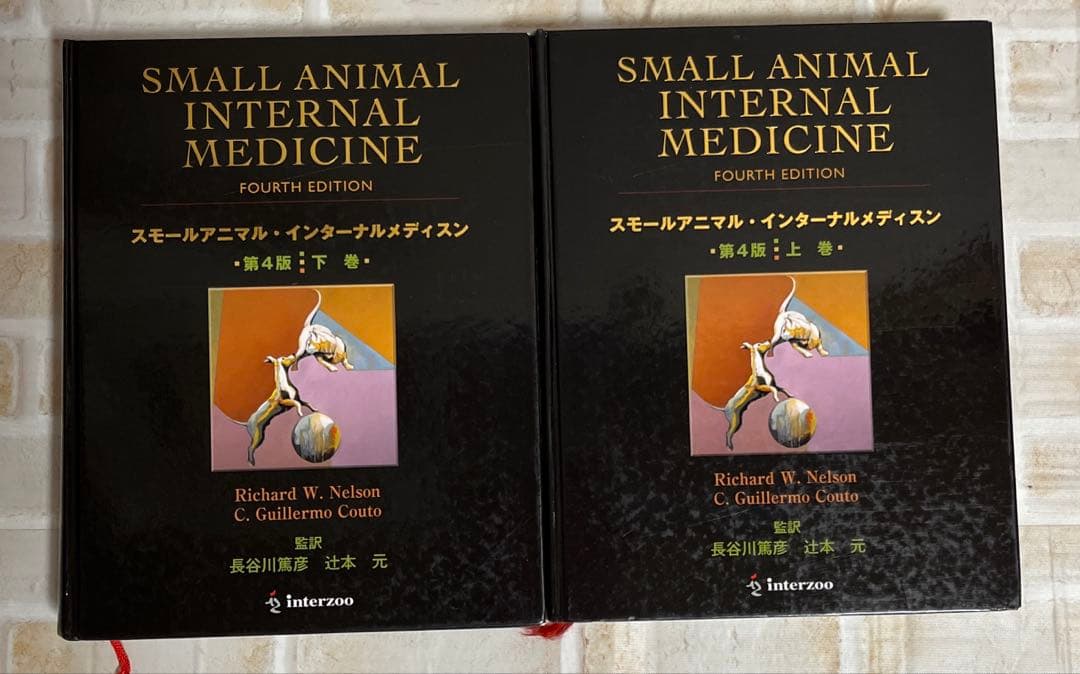 SMALL ANIMAL
INTERNAL
MEDICINE
FOURTH EDITION
スモールアニマル・インターナルメディスン
第4版 下 巻
Richard W. Nelson
C. Guillermo Couto
監訳
長谷川篤彦 辻本 元
interzoo
SMALL ANIMAL
INTERNAL
MEDICINE
FOURTH EDITION
スモールアニマル・インターナルメディスン
第4版 上 巻
Richard W. Nelson
C. Guillermo Couto
監訳
長谷川篤彦 辻本 元
interzoo